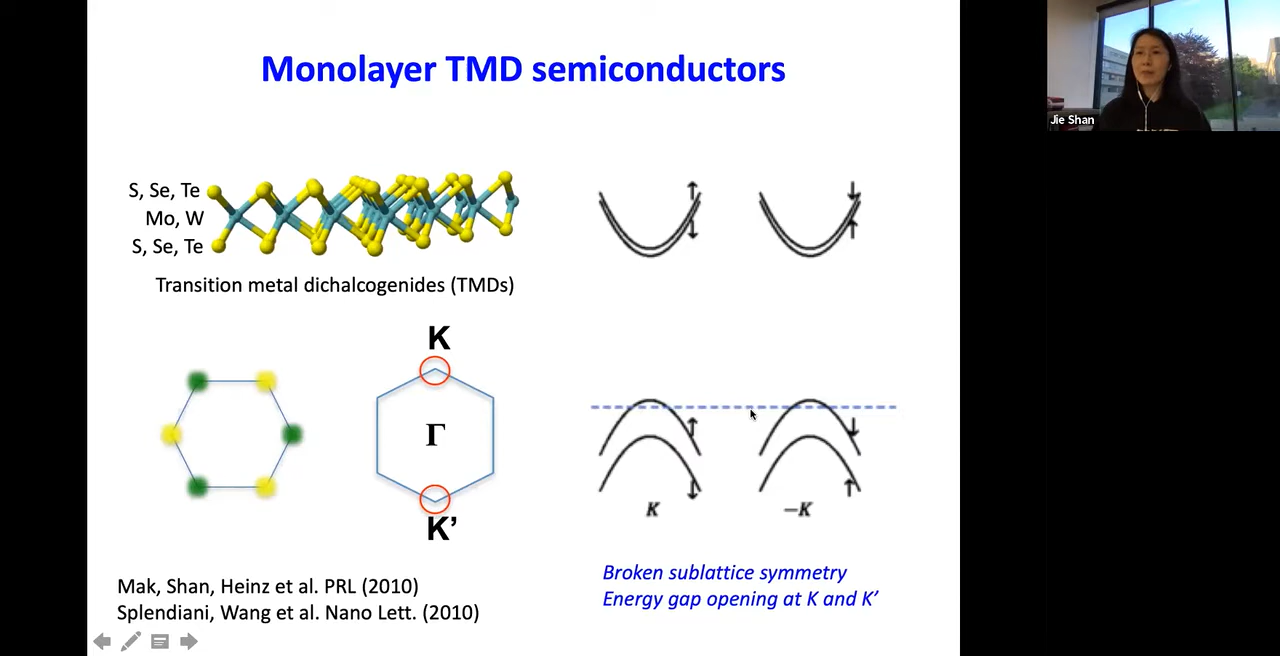 Monolayer TMD semiconductors
Jie Shan
S, Se, Te
Mo, W
S, Se, Te
Transition metal dichalcogenides (TMDs)
K
Γ
K’
K
−K
Broken sublattice symmetry
Energy gap opening at K and K’
Mak, Shan, Heinz et al. PRL (2010)
Splendiani, Wang et al. Nano Lett. (2010)